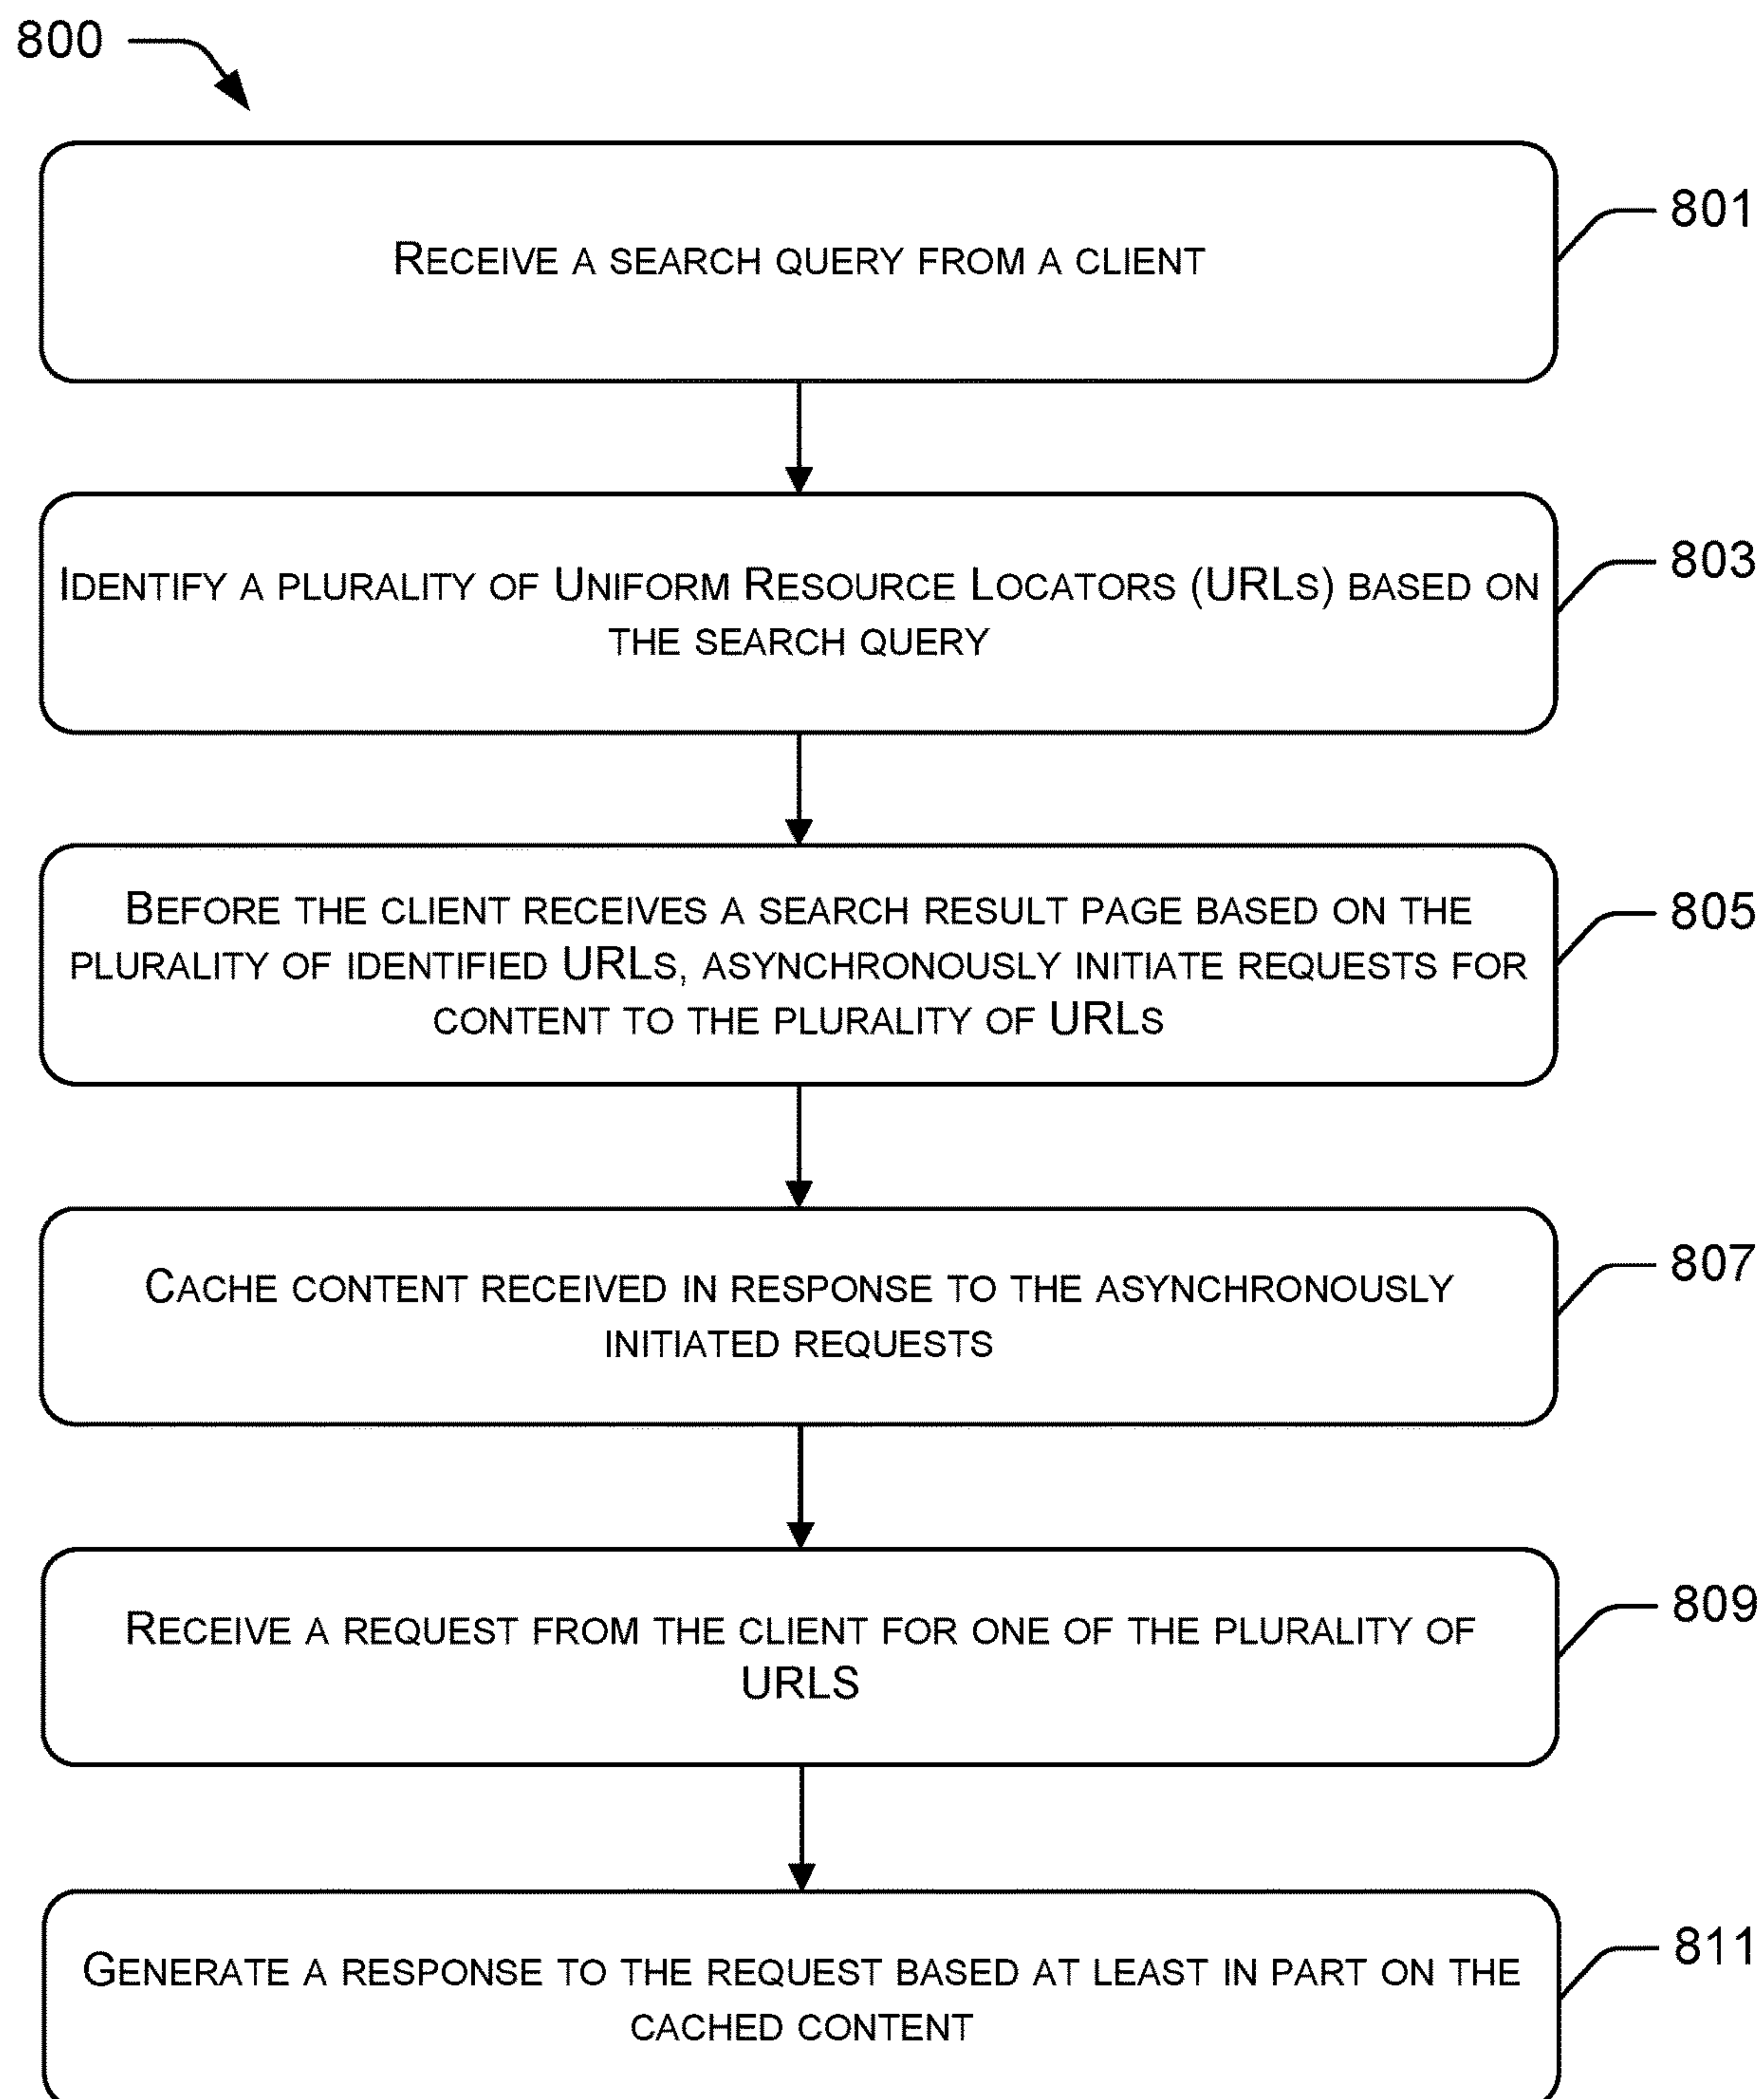 800
RECEIVE A SEARCH QUERY FROM A CLIENT
801
IDENTIFY A PLURALITY OF UNIFORM RESOURCE LOCATORS (URLS) BASED ON
THE SEARCH QUERY
803
BEFORE THE CLIENT RECEIVES A SEARCH RESULT PAGE BASED ON THE
PLURALITY OF IDENTIFIED URLS, ASYNCHRONOUSLY INITIATE REQUESTS FOR
CONTENT TO THE PLURALITY OF URLS
805
CACHE CONTENT RECEIVED IN RESPONSE TO THE ASYNCHRONOUSLY
INITIATED REQUESTS
807
RECEIVE A REQUEST FROM THE CLIENT FOR ONE OF THE PLURALITY OF
URLS
809
GENERATE A RESPONSE TO THE REQUEST BASED AT LEAST IN PART ON THE
CACHED CONTENT
811